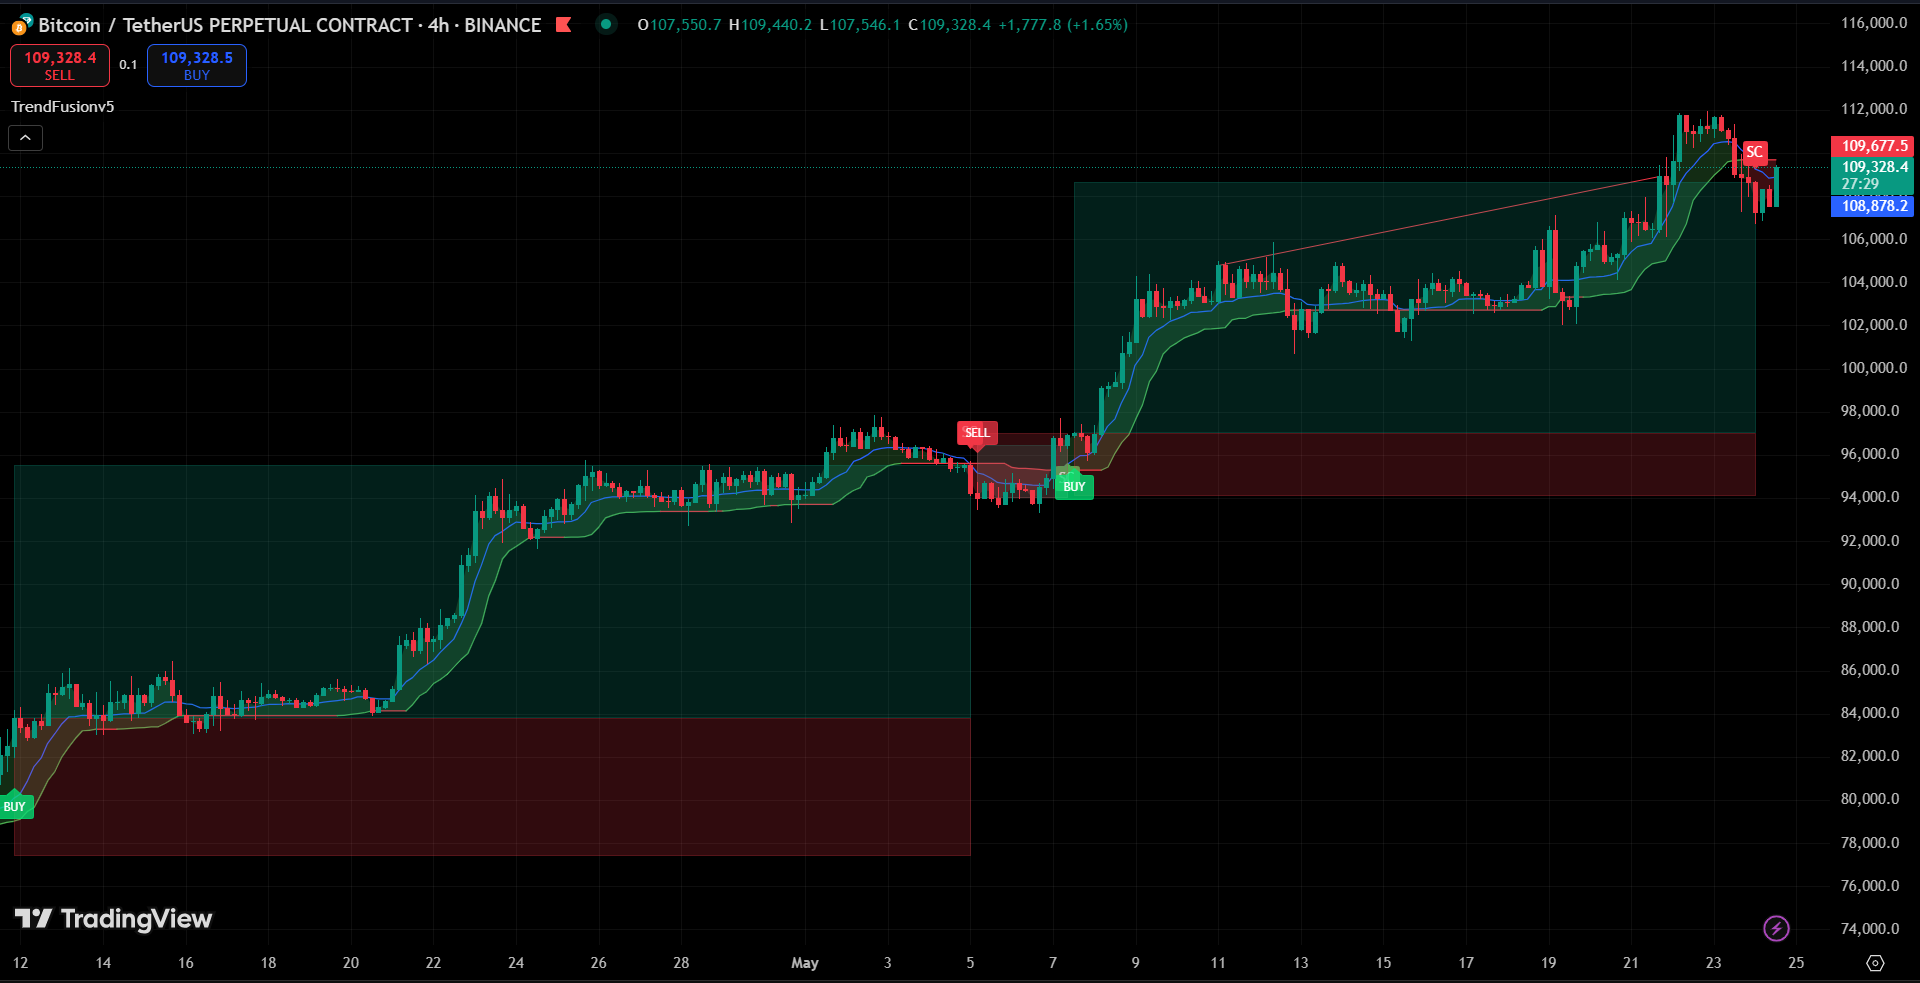 Bitcoin / TetherUS PERPETUAL CONTRACT · 4h · BINANCE O107,550.7 H109,440.2 L107,546.1 C109,328.4 +1,777.8 (+1.65%)
109,328.4
SELL
0.1
109,328.5
BUY
TrendFusionv5
116,000.0
114,000.0
112,000.0
109,677.5
109,328.4
27:29
108,878.2
106,000.0
104,000.0
102,000.0
100,000.0
98,000.0
96,000.0
94,000.0
92,000.0
90,000.0
88,000.0
86,000.0
84,000.0
82,000.0
80,000.0
78,000.0
76,000.0
74,000.0
SC
SELL
BUY
BUY
TradingView
12 14 16 18 20 22 24 26 28 May 3 5 7 9 11 13 15 17 19 21 23 25